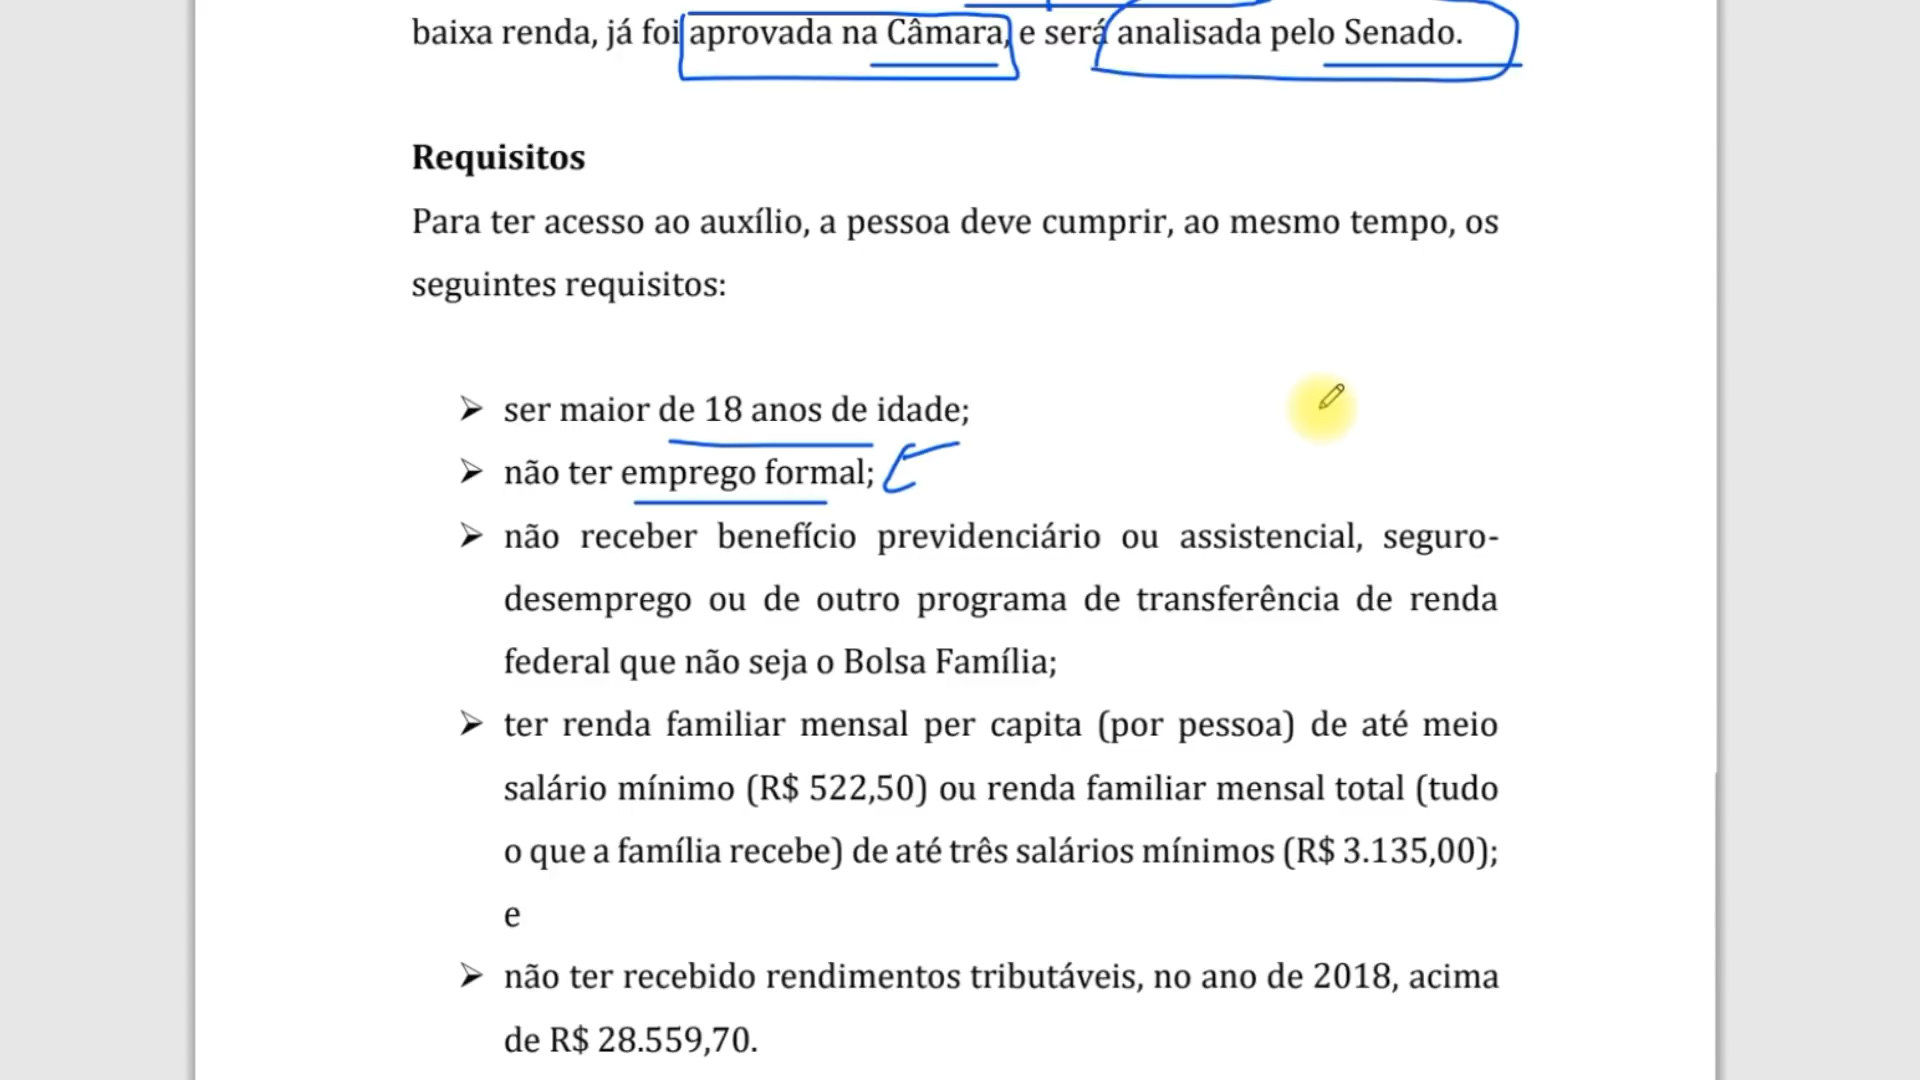 baixa renda, já foi aprovada na Câmara, e será analisada pelo Senado.
Requisitos
Para ter acesso ao auxílio, a pessoa deve cumprir, ao mesmo tempo, os
seguintes requisitos:
➢ ser maior de 18 anos de idade;
➢ não ter emprego formal;
➢ não receber benefício previdenciário ou assistencial, seguro-
desemprego ou de outro programa de transferência de renda
federal que não seja o Bolsa Família;
➢ ter renda familiar mensal per capita (por pessoa) de até meio
salário mínimo (R$ 522,50) ou renda familiar mensal total (tudo
o que a família recebe) de até três salários mínimos (R$ 3.135,00);
e
➢ não ter recebido rendimentos tributáveis, no ano de 2018, acima
de R$ 28.559,70.